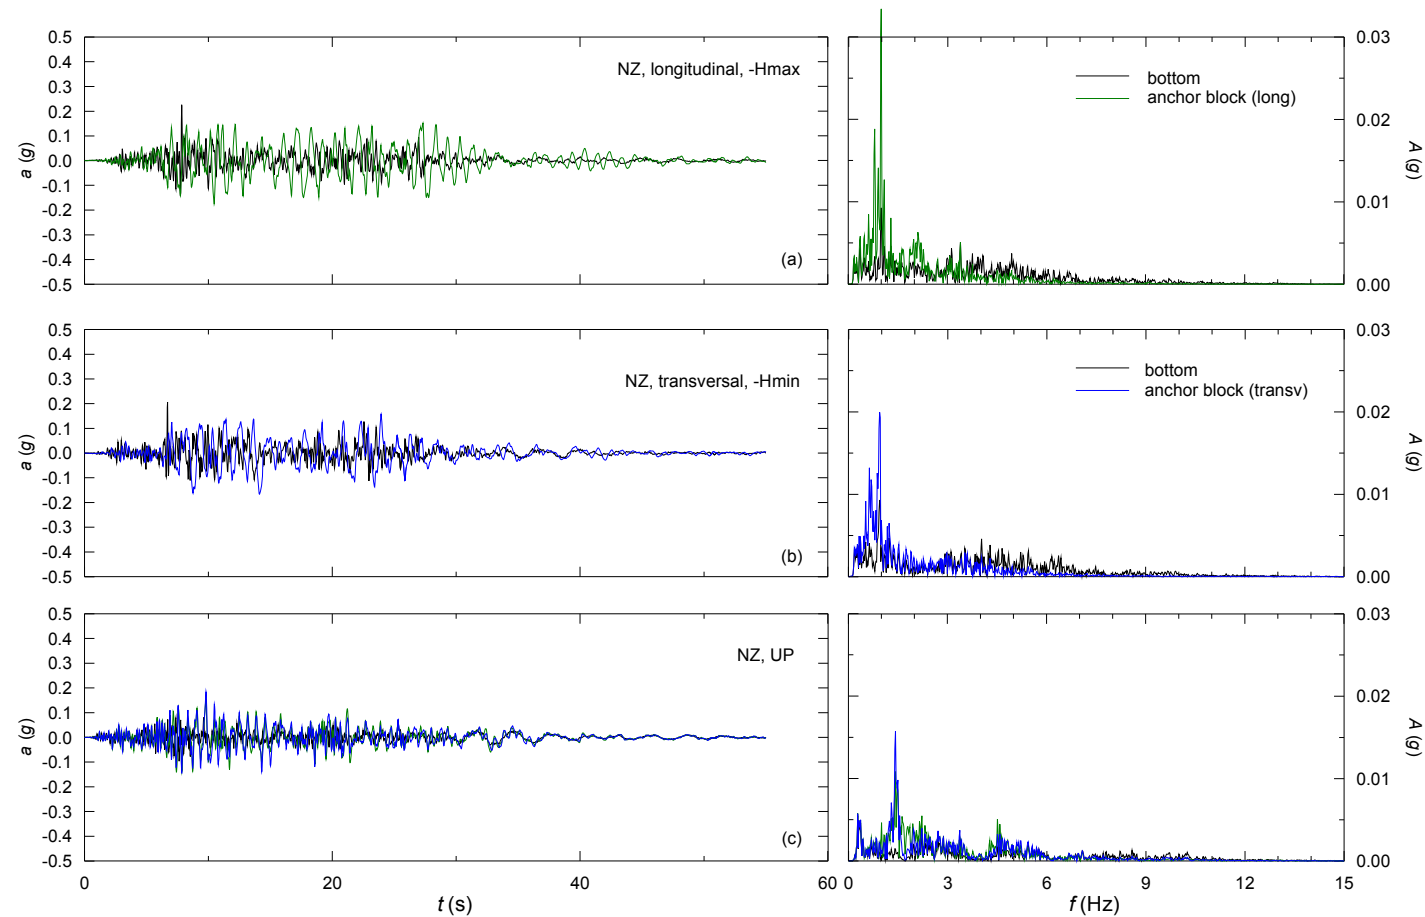 0.5
0.4
0.3
0.2
0.1
0.0
-0.1
-0.2
-0.3
-0.4
-0.5
a (g)
NZ, longitudinal, -Hmax
(a)
bottom
anchor block (long)
0.03
0.02
0.01
0.00
A (g)
0.5
0.4
0.3
0.2
0.1
0.0
-0.1
-0.2
-0.3
-0.4
-0.5
a (g)
NZ, transversal, -Hmin
(b)
bottom
anchor block (transv)
0.03
0.02
0.01
0.00
A (g)
0.5
0.4
0.3
0.2
0.1
0.0
-0.1
-0.2
-0.3
-0.4
-0.5
a (g)
NZ, UP
(c)
0.03
0.02
0.01
0.00
A (g)
0 20 40 60
t (s)
0 3 6 9 12 15
f (Hz)